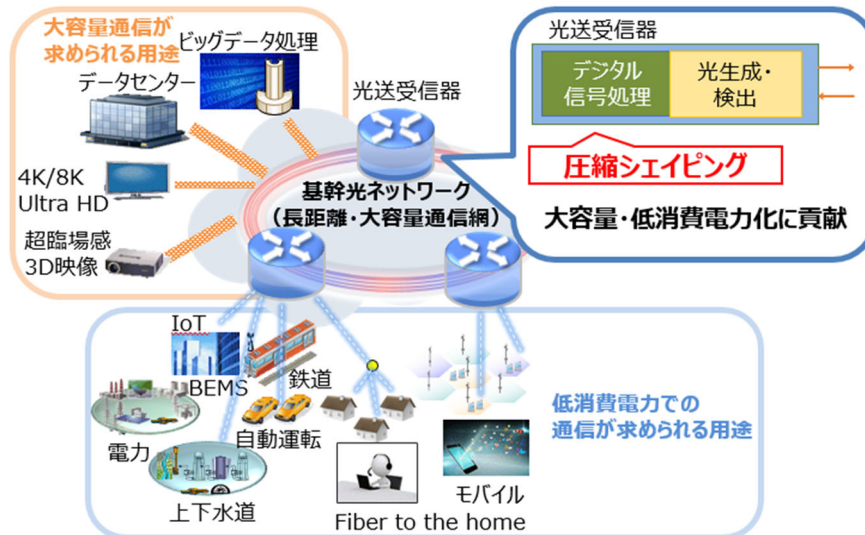 大容量通信が
求められる用途
ビッグデータ処理
データセンター
4K/8K
Ultra HD
超臨場感
3D映像
光送受信器
基幹光ネットワーク
（長距離・大容量通信網）
光送受信器
デジタル
信号処理
光生成・
検出
圧縮シェイピング
大容量・低消費電力化に貢献
IoT
BEMS
鉄道
電力
自動運転
上下水道
Fiber to the home
モバイル
低消費電力での
通信が求められる用途